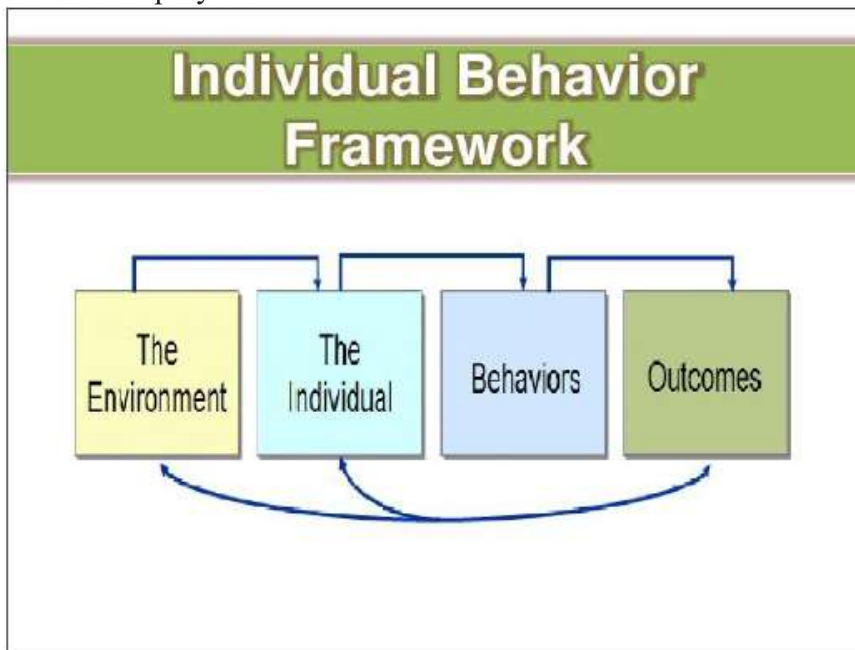 Individual Behavior
Framework
The
Environment
The
Individual
Behaviors
Outcomes